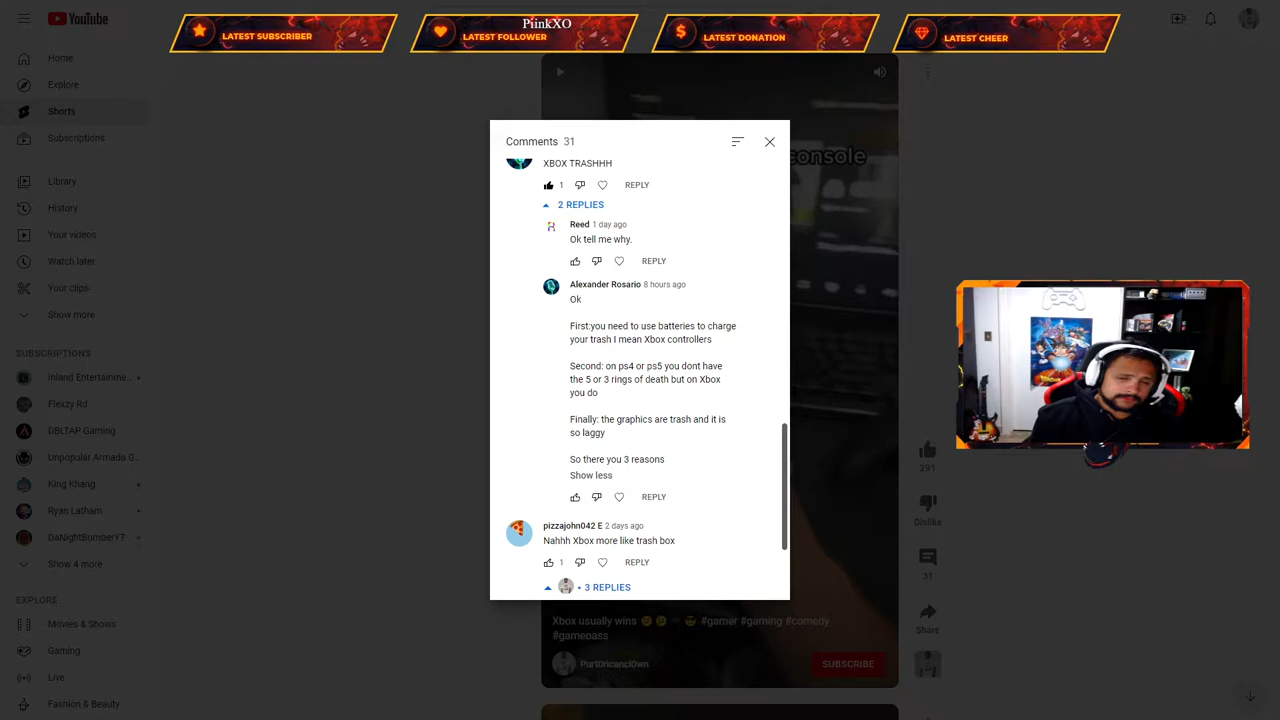 YouTube
LATEST SUBSCRIBER
PiinkXO
LATEST FOLLOWER
LATEST DONATION
LATEST CHEER
Home
Explore
Shorts
Subscriptions
Library
History
Your videos
Watch later
Your clips
Show more
SUBSCRIPTIONS
Inland Entertainme...
Flexzy Rd
DBLTAP Gaming
Unpopular Armada G...
King Khang
Ryan Latham
DaNightBomberYT
Show 4 more
EXPLORE
Movies & Shows
Gaming
Live
Fashion & Beauty
console
Comments 31
XBOX TRASHHH
1 REPLY
2 REPLIES
Reed 1 day ago
Ok tell me why.
REPLY
Alexander Rosario 8 hours ago
Ok
First:you need to use batteries to charge
your trash I mean Xbox controllers
Second: on ps4 or ps5 you dont have
the 5 or 3 rings of death but on Xbox
you do
Finally: the graphics are trash and it is
so laggy
So there you 3 reasons
Show less
REPLY
pizzajohn042 E 2 days ago
Nahhh Xbox more like trash box
1 REPLY
• 3 REPLIES
291
Dislike
31
Share
Xbox usually wins 😢😢🎮😎 #gamer #gaming #comedy
#gamepass
SUBSCRIBE